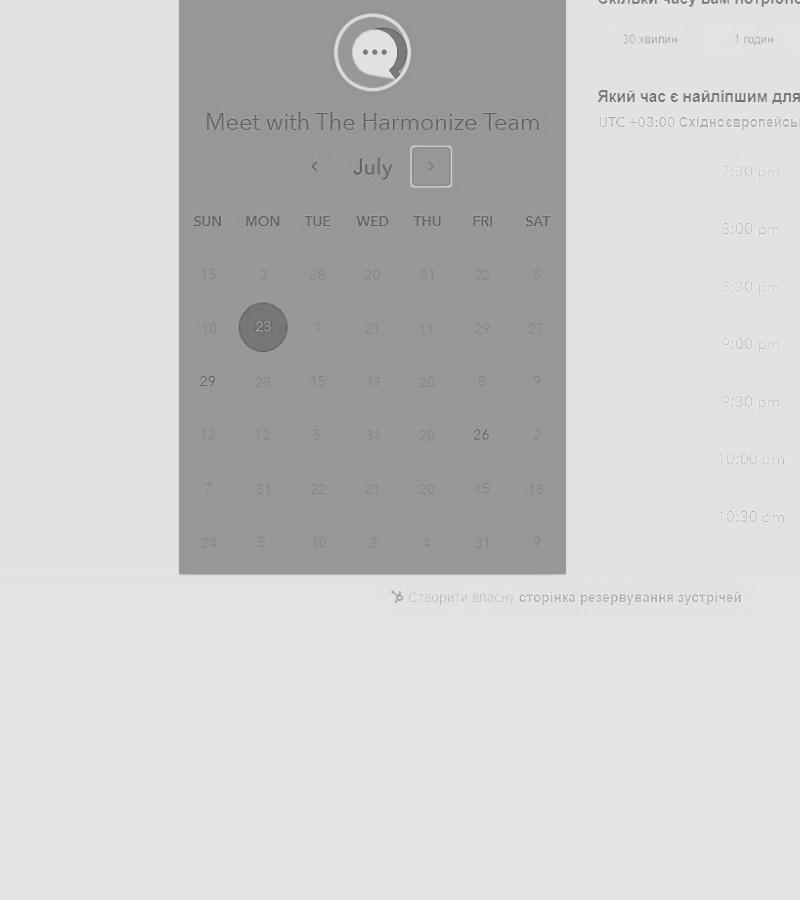 Скільки часу вам потрібно
30 хвилин 1 годин
Який час є найліпшим для
UTC +03:00 Східноєвропейсь
7:30 pm
8:00 pm
8:30 pm
9:00 pm
9:30 pm
10:00 pm
10:30 pm
Meet with The Harmonize Team
July
SUN MON TUE WED THU FRI SAT
15 3 28 20 31 22 8
10 23 1 21 11 29 27
29 28 15 17 20 8 9
13 12 5 31 20 26 2
7 31 22 21 20 15 18
24 5 10 3 4 31 9
Створити власну сторінка резервування зустрічей